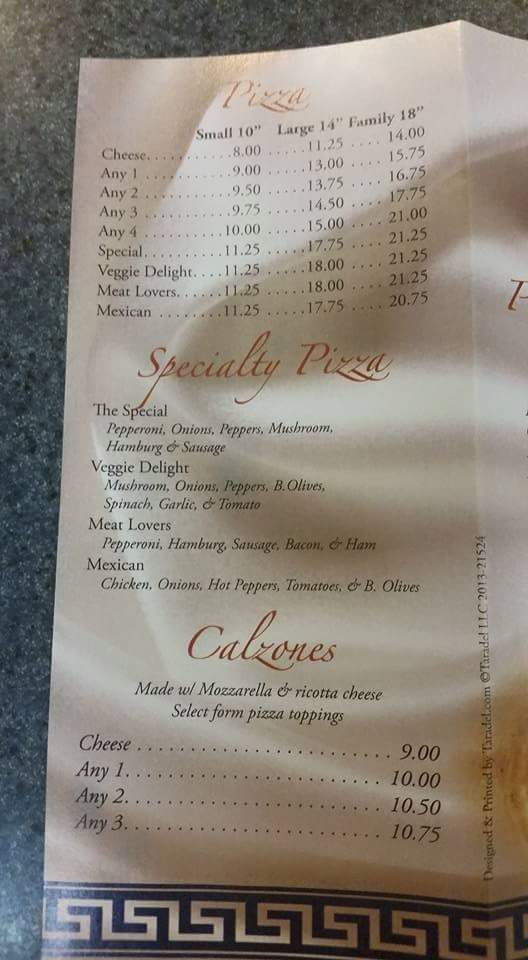 Pizza
Small 10" Large 14" Family 18"
Cheese..........8.00 .....11.25 .... 14.00
Any 1 ..........9.00 .....13.00 .... 15.75
Any 2 ..........9.50 .....13.75 .... 16.75
Any 3 ..........9.75 .....14.50 .... 17.75
Any 4 .........10.00 .....15.00 .... 21.00
Special.........11.25 .....17.75 .... 21.25
Veggie Delight....11.25 .....18.00 .... 21.25
Meat Lovers......11.25 .....18.00 .... 21.25
Mexican ........11.25 .....17.75 .... 20.75
Specialty Pizza
The Special
Pepperoni, Onions, Peppers, Mushroom,
Hamburg & Sausage
Veggie Delight
Mushroom, Onions, Peppers, B.Olives,
Spinach, Garlic, & Tomato
Meat Lovers
Pepperoni, Hamburg, Sausage, Bacon, & Ham
Mexican
Chicken, Onions, Hot Peppers, Tomatoes, & B. Olives
Calzones
Made w/ Mozzarella & ricotta cheese
Select form pizza toppings
Cheese ......................... 9.00
Any 1.......................... 10.00
Any 2.......................... 10.50
Any 3.......................... 10.75
Designed & Printed by Taradel.com ©Taradel LLC 2013-21524
P